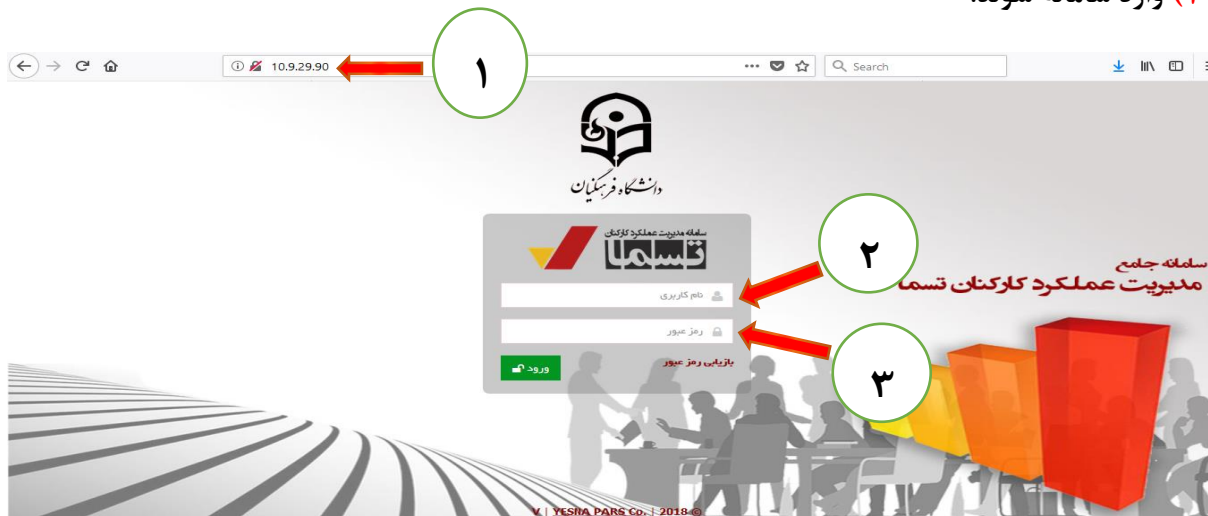 وارد سامانه شوند.
10.9.29.90
Search
۱
دانشگاه فرهنگیان
سامانه مدیریت عملکرد کارکنان
تسما
۲
نام کاربری
رمز عبور
۳
بازیابی رمز عبور
ورود
سامانه جامع
مدیریت عملکرد کارکنان تسما
V | YESNA PARS Co. | 2018 ©